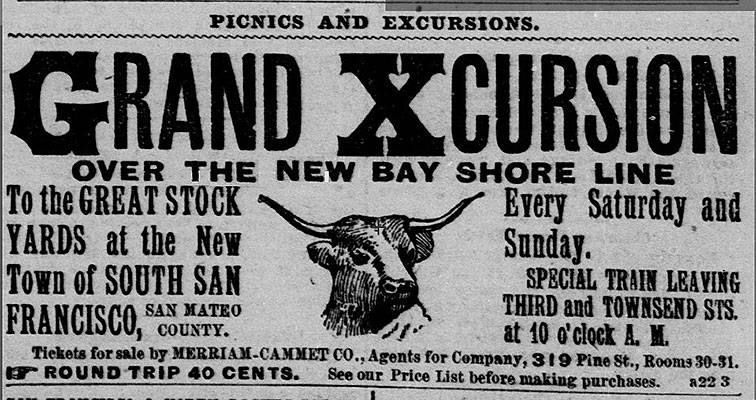 PICNICS AND EXCURSIONS.
GRAND XCURSION
OVER THE NEW BAY SHORE LINE
To the GREAT STOCK
YARDS at the New
Town of SOUTH SAN
FRANCISCO, SAN MATEO
COUNTY.
Every Saturday and
Sunday.
SPECIAL TRAIN LEAVING
THIRD and TOWNSEND STS.
at 10 o'clock A. M.
Tickets for sale by MERRIAM-CAMMET CO., Agents for Company, 319 Pine St., Rooms 30-31.
☞ ROUND TRIP 40 CENTS. See our Price List before making purchases. a22 3